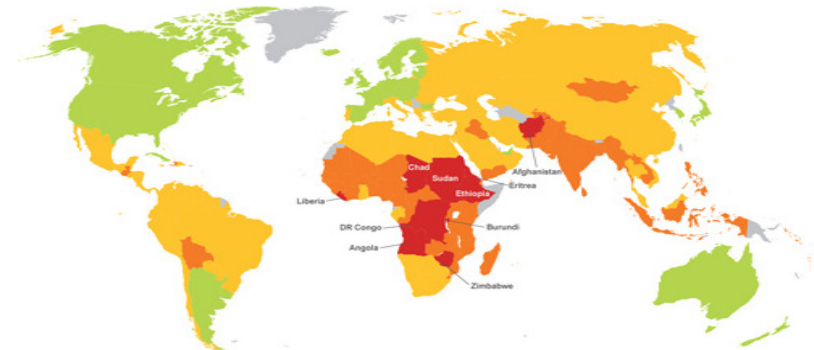 Chad
Sudan
Afghanistan
Eritrea
Ethiopia
Liberia
DR Congo
Burundi
Angola
Zimbabwe